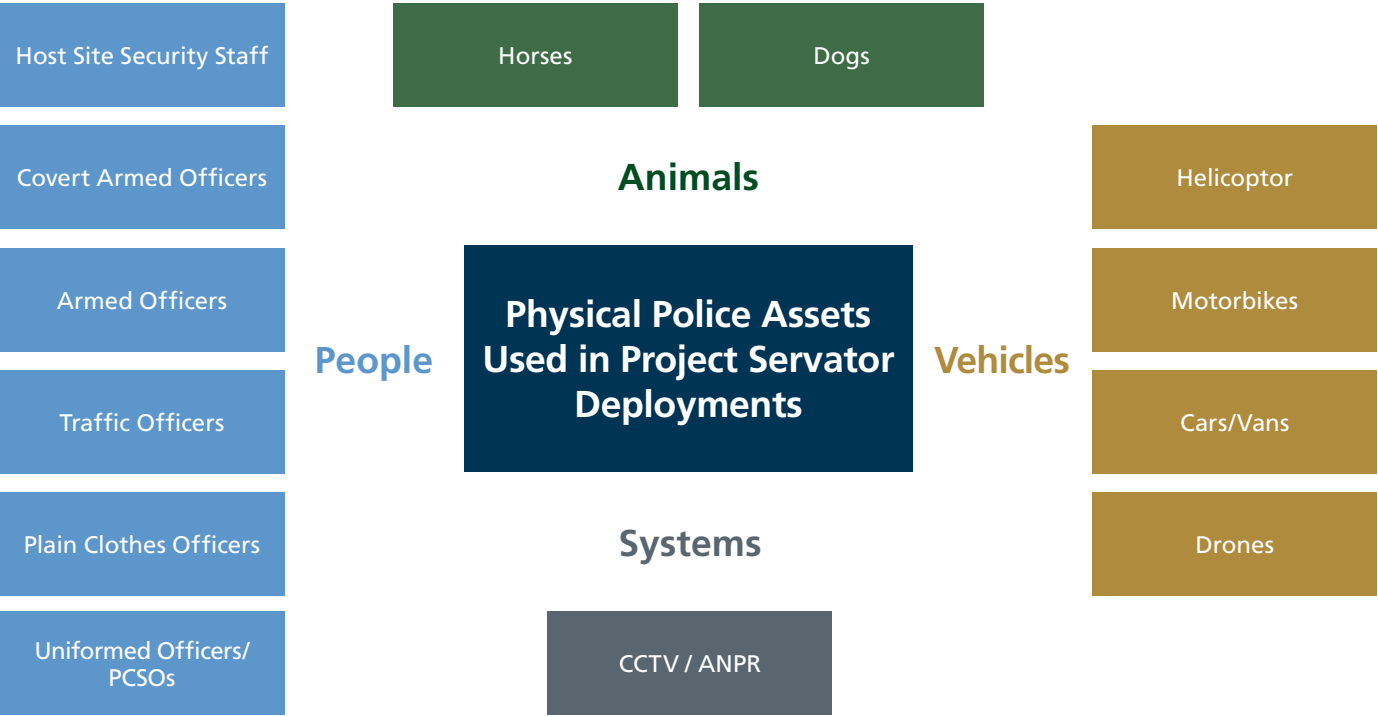 Host Site Security Staff
Horses
Dogs
Covert Armed Officers
Animals
Helicoptor
Armed Officers
Physical Police Assets
Used in Project Servator
Deployments
Motorbikes
People
Vehicles
Traffic Officers
Cars/Vans
Plain Clothes Officers
Systems
Drones
Uniformed Officers/
PCSOs
CCTV / ANPR